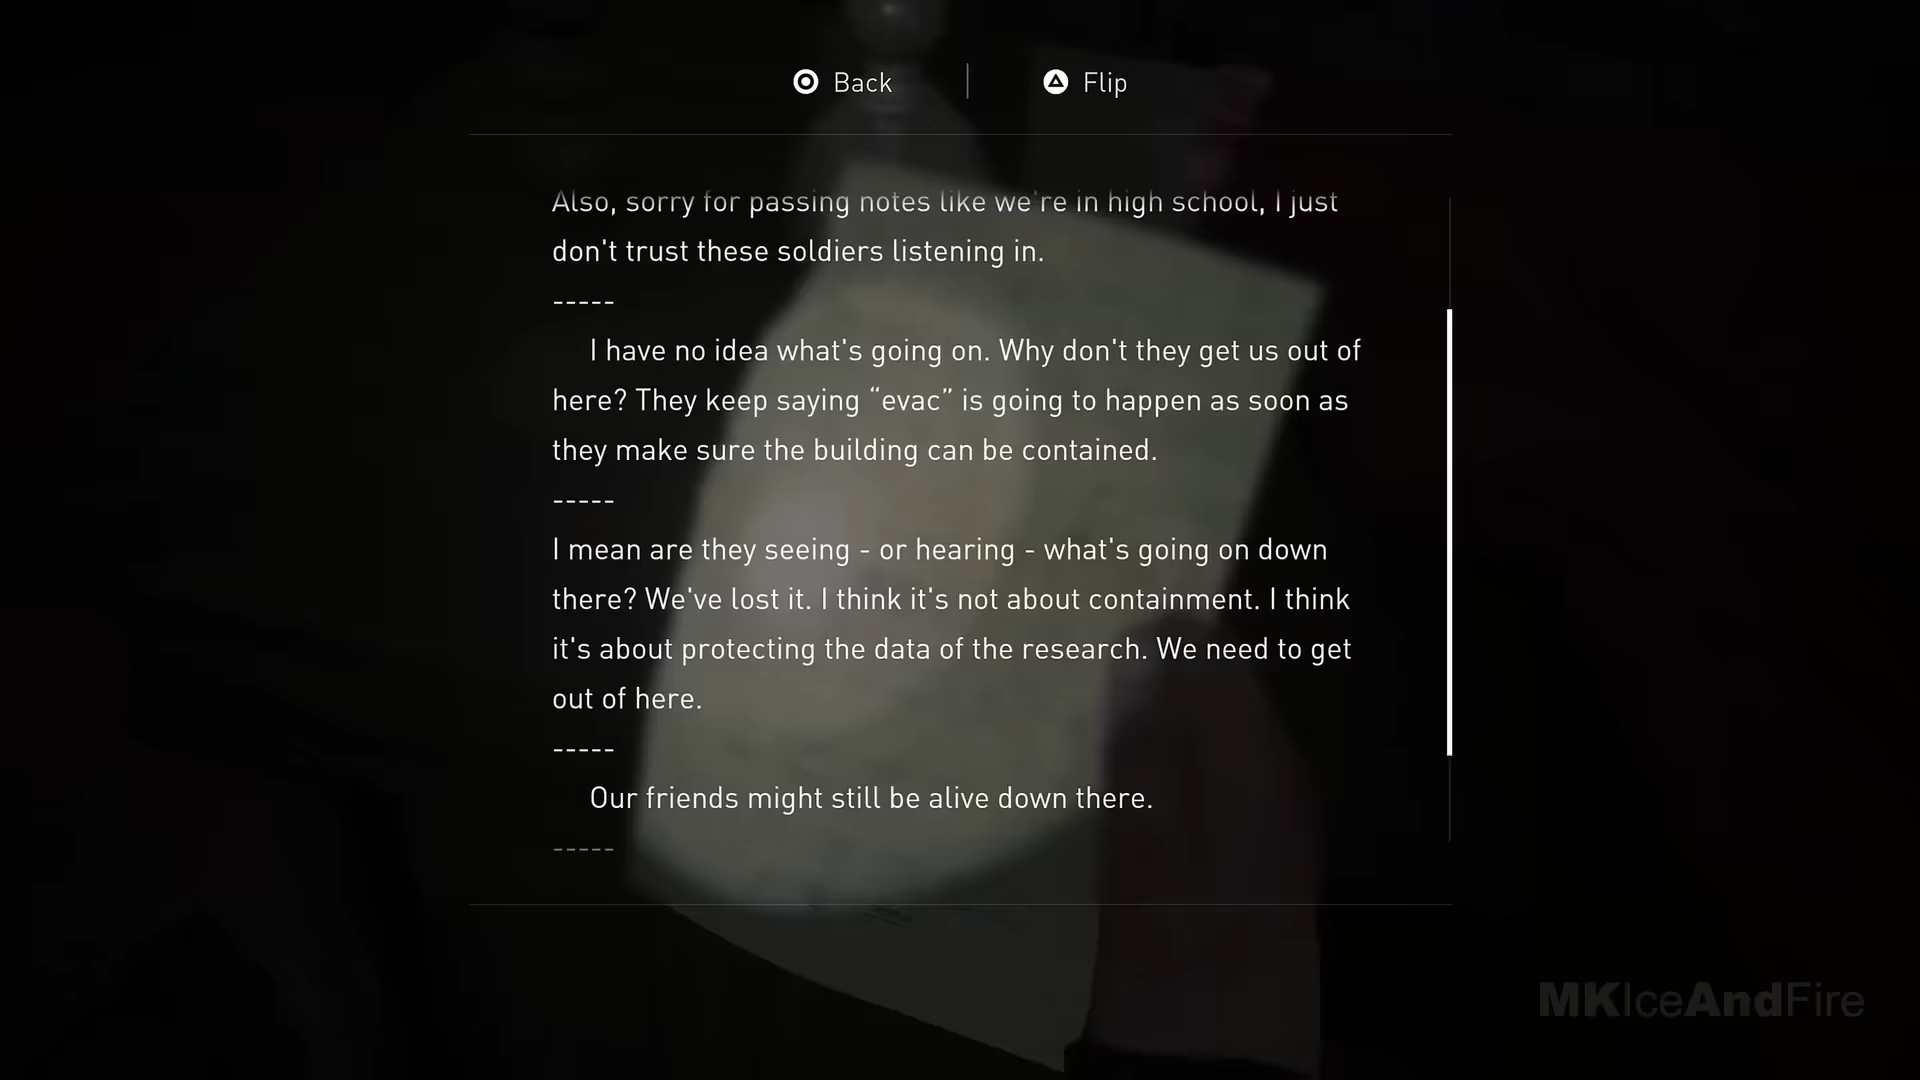 Back
Flip
Also, sorry for passing notes like we're in high school, I just
don't trust these soldiers listening in.
-----
I have no idea what's going on. Why don't they get us out of
here? They keep saying “evac” is going to happen as soon as
they make sure the building can be contained.
-----
I mean are they seeing - or hearing - what's going on down
there? We've lost it. I think it's not about containment. I think
it's about protecting the data of the research. We need to get
out of here.
-----
Our friends might still be alive down there.
-----
MKIceAndFire